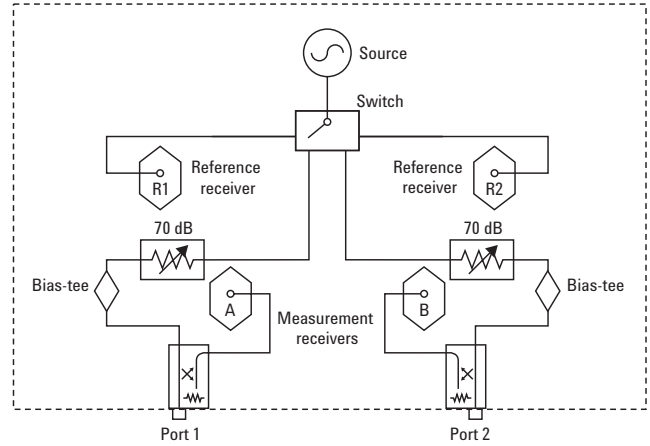 Source
Switch
Reference
receiver
R1
Reference
receiver
R2
70 dB
70 dB
Bias-tee
A
Measurement
receivers
B
Bias-tee
Port 1
Port 2